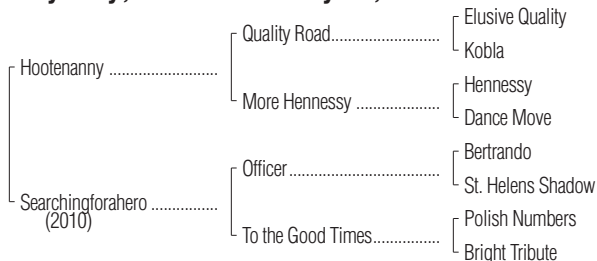 Elusive Quality
Quality Road
Kobla
Hootenanny
Hennessy
More Hennessy
Dance Move
Bertrando
Officer
St. Helens Shadow
Searchingforahero
(2010)
Polish Numbers
To the Good Times
Bright Tribute